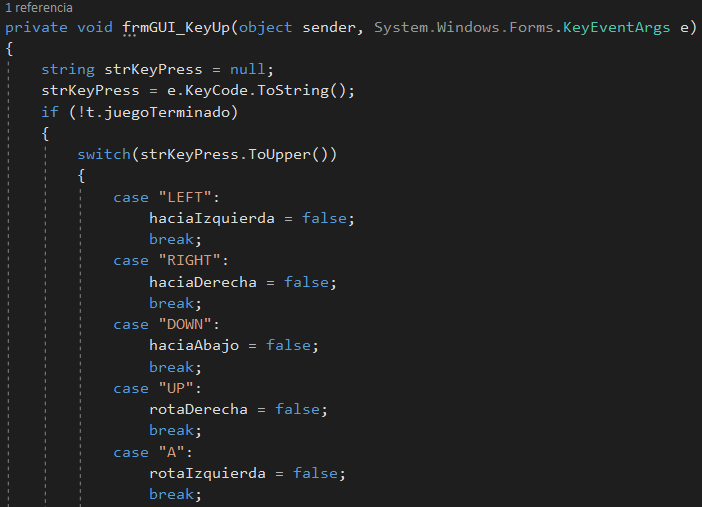 1 referencia
private void frmGUI_KeyUp(object sender, System.Windows.Forms.KeyEventArgs e)
{
    string strKeyPress = null;
    strKeyPress = e.KeyCode.ToString();
    if (!t.juegoTerminado)
    {
        switch(strKeyPress.ToUpper())
        {
            case "LEFT":
                haciaIzquierda = false;
                break;
            case "RIGHT":
                haciaDerecha = false;
                break;
            case "DOWN":
                haciaAbajo = false;
                break;
            case "UP":
                rotaDerecha = false;
                break;
            case "A":
                rotaIzquierda = false;
                break;